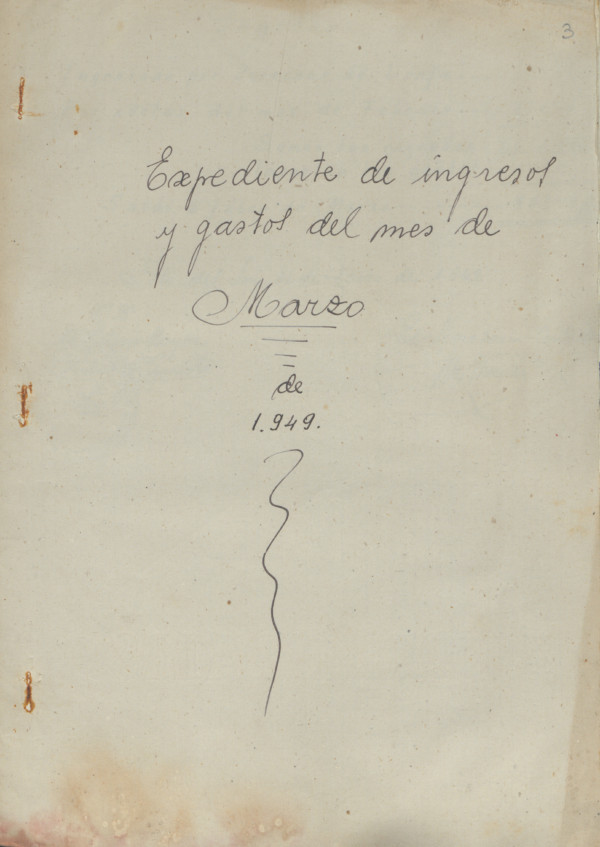 3
Expediente de ingresos
y gastos del mes de
Marzo
de
1.949.